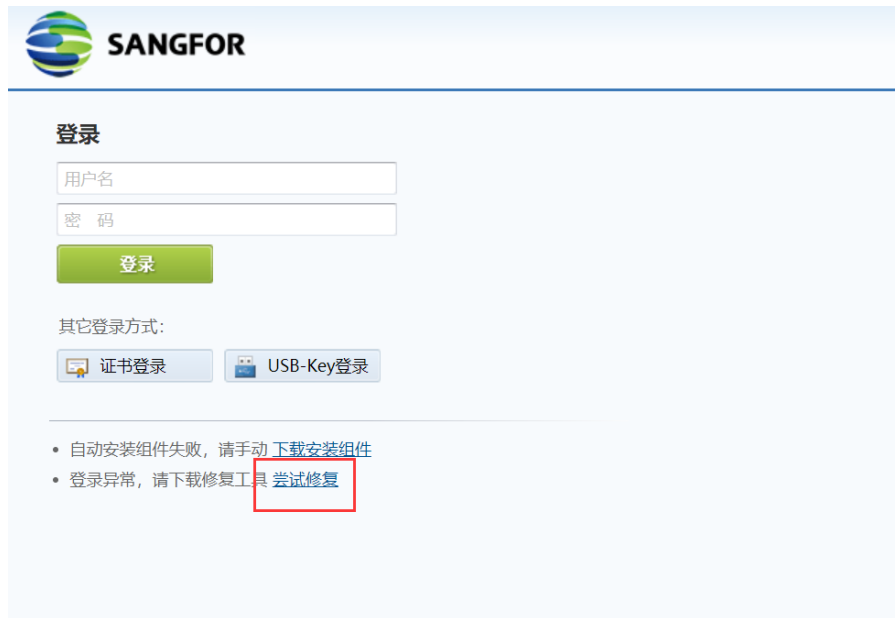 SANGFOR
登录
用户名
密 码
登录
其它登录方式：
证书登录 USB-Key登录
自动安装组件失败，请手动 下载安装组件
登录异常，请下载修复工具 尝试修复